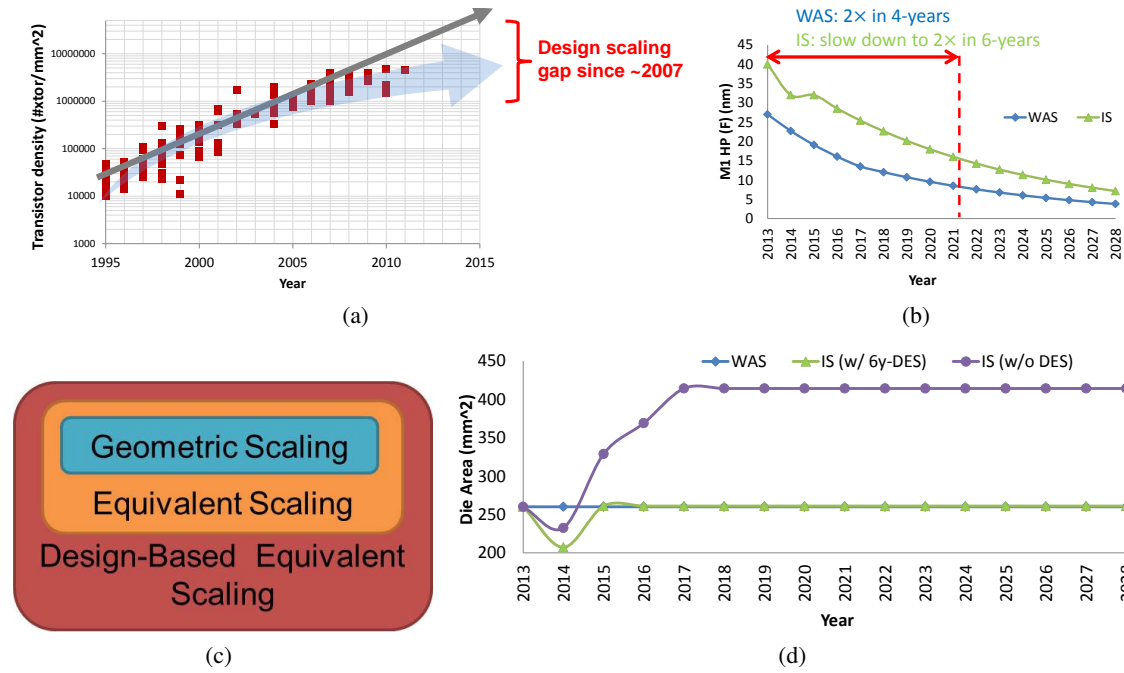 10000000
1000000
100000
10000
1000
Transistor density (#xtor/mm^2)
1995
2000
2005
2010
2015
Year
Design scaling
gap since ~2007
(a)
WAS: 2× in 4-years
IS: slow down to 2× in 6-years
45
40
35
30
25
20
15
10
5
0
M1 HP (F) (nm)
WAS
IS
2013
2014
2015
2016
2017
2018
2019
2020
2021
2022
2023
2024
2025
2026
2027
2028
Year
(b)
Geometric Scaling
Equivalent Scaling
Design-Based Equivalent
Scaling
(c)
WAS
IS (w/ 6y-DES)
IS (w/o DES)
450
400
350
300
250
200
Die Area (mm^2)
2013
2014
2015
2016
2017
2018
2019
2020
2021
2022
2023
2024
2025
2026
2027
2028
Year
(d)